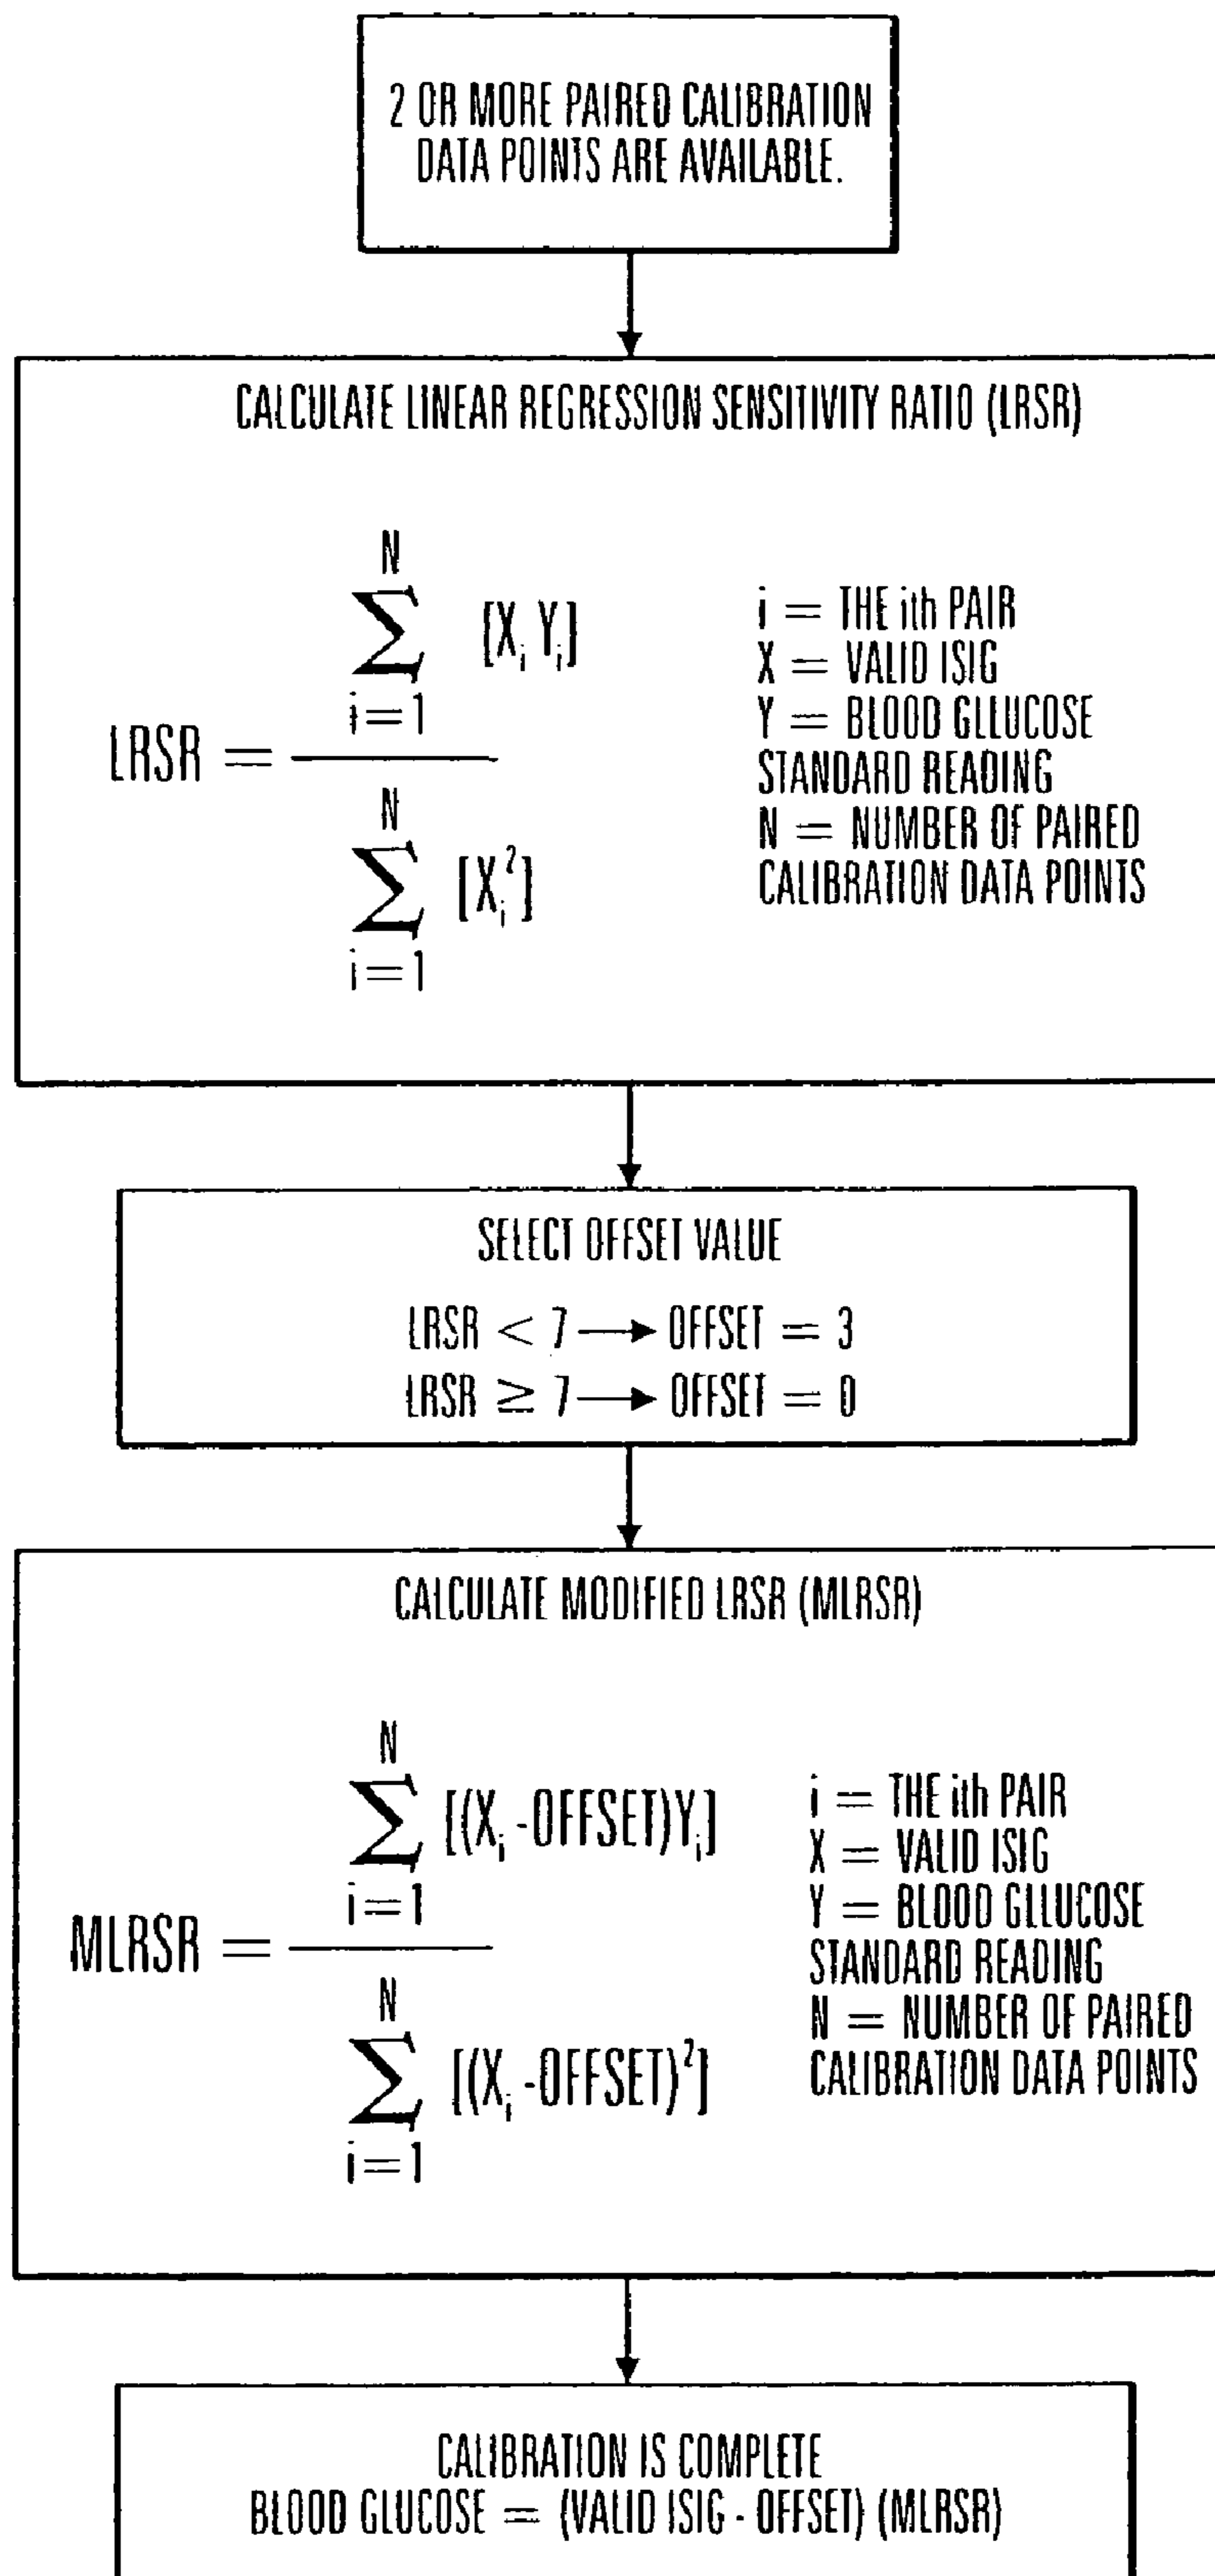 2 OR MORE PAIRED CALIBRATION
DATA POINTS ARE AVAILABLE.
CALCULATE LINEAR REGRESSION SENSITIVITY RATIO (LRSR)
LRSR =
N
∑ [Xᵢ Yᵢ]
i=1
N
∑ [Xᵢ²]
i=1
i = THE ith PAIR
X = VALID ISIG
Y = BLOOD GLLUCOSE
STANDARD READING
N = NUMBER OF PAIRED
CALIBRATION DATA POINTS
SELECT OFFSET VALUE
LRSR < 7 → OFFSET = 3
LRSR ≥ 7 → OFFSET = 0
CALCULATE MODIFIED LRSR (MLRSR)
MLRSR =
N
∑ [(Xᵢ -OFFSET)Yᵢ]
i=1
N
∑ [(Xᵢ -OFFSET)²]
i=1
i = THE ith PAIR
X = VALID ISIG
Y = BLOOD GLLUCOSE
STANDARD READING
N = NUMBER OF PAIRED
CALIBRATION DATA POINTS
CALIBRATION IS COMPLETE
BLOOD GLUCOSE = (VALID ISIG - OFFSET) (MLRSR)